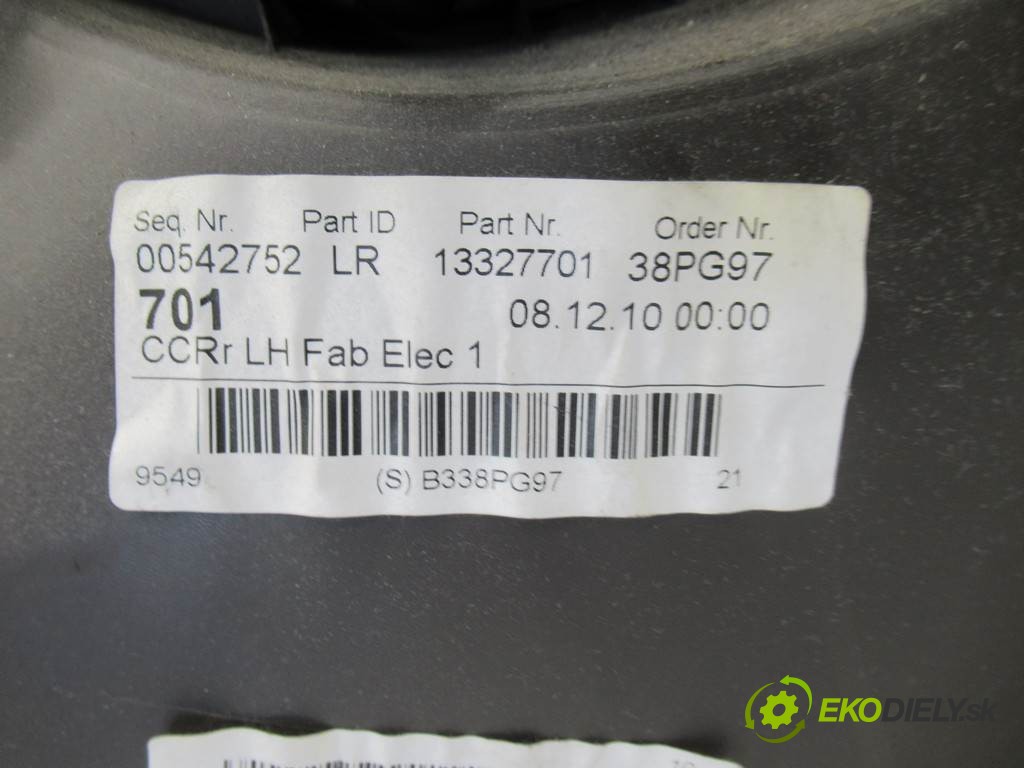 Seq. Nr. Part ID Part Nr. Order Nr.
00542752 LR 13327701 38PG97
701 08.12.10 00:00
CCRr LH Fab Elec 1
9549 (S) B338PG97 21
EKODIELY.sk